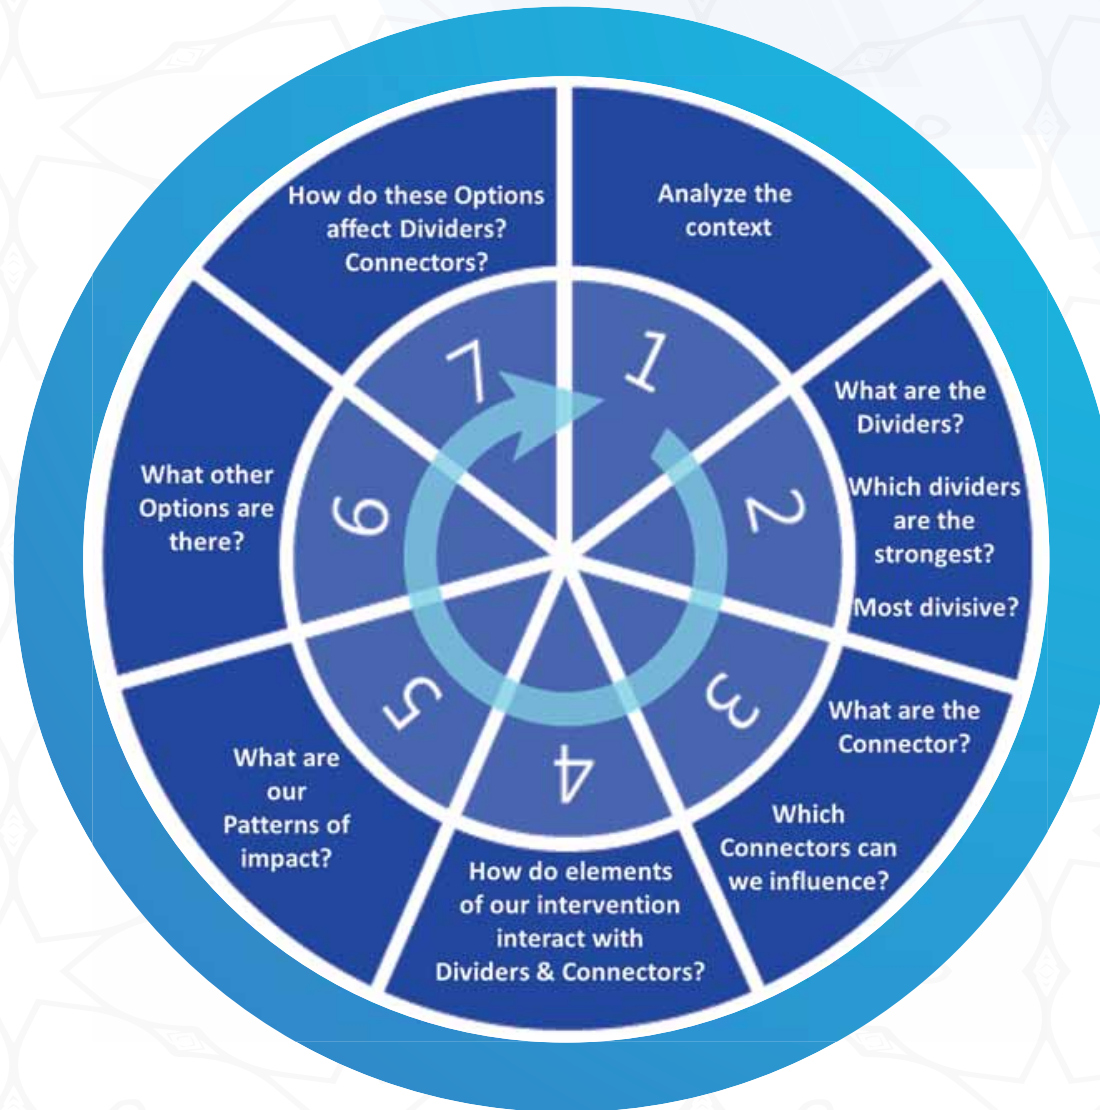 1
Analyze the
context
2
What are the
Dividers?
Which dividers
are the
strongest?
Most divisive?
3
What are the
Connector?
Which
Connectors can
we influence?
4
How do elements
of our intervention
interact with
Dividers & Connectors?
5
What are
our
Patterns of
impact?
6
What other
Options are
there?
7
How do these Options
affect Dividers?
Connectors?